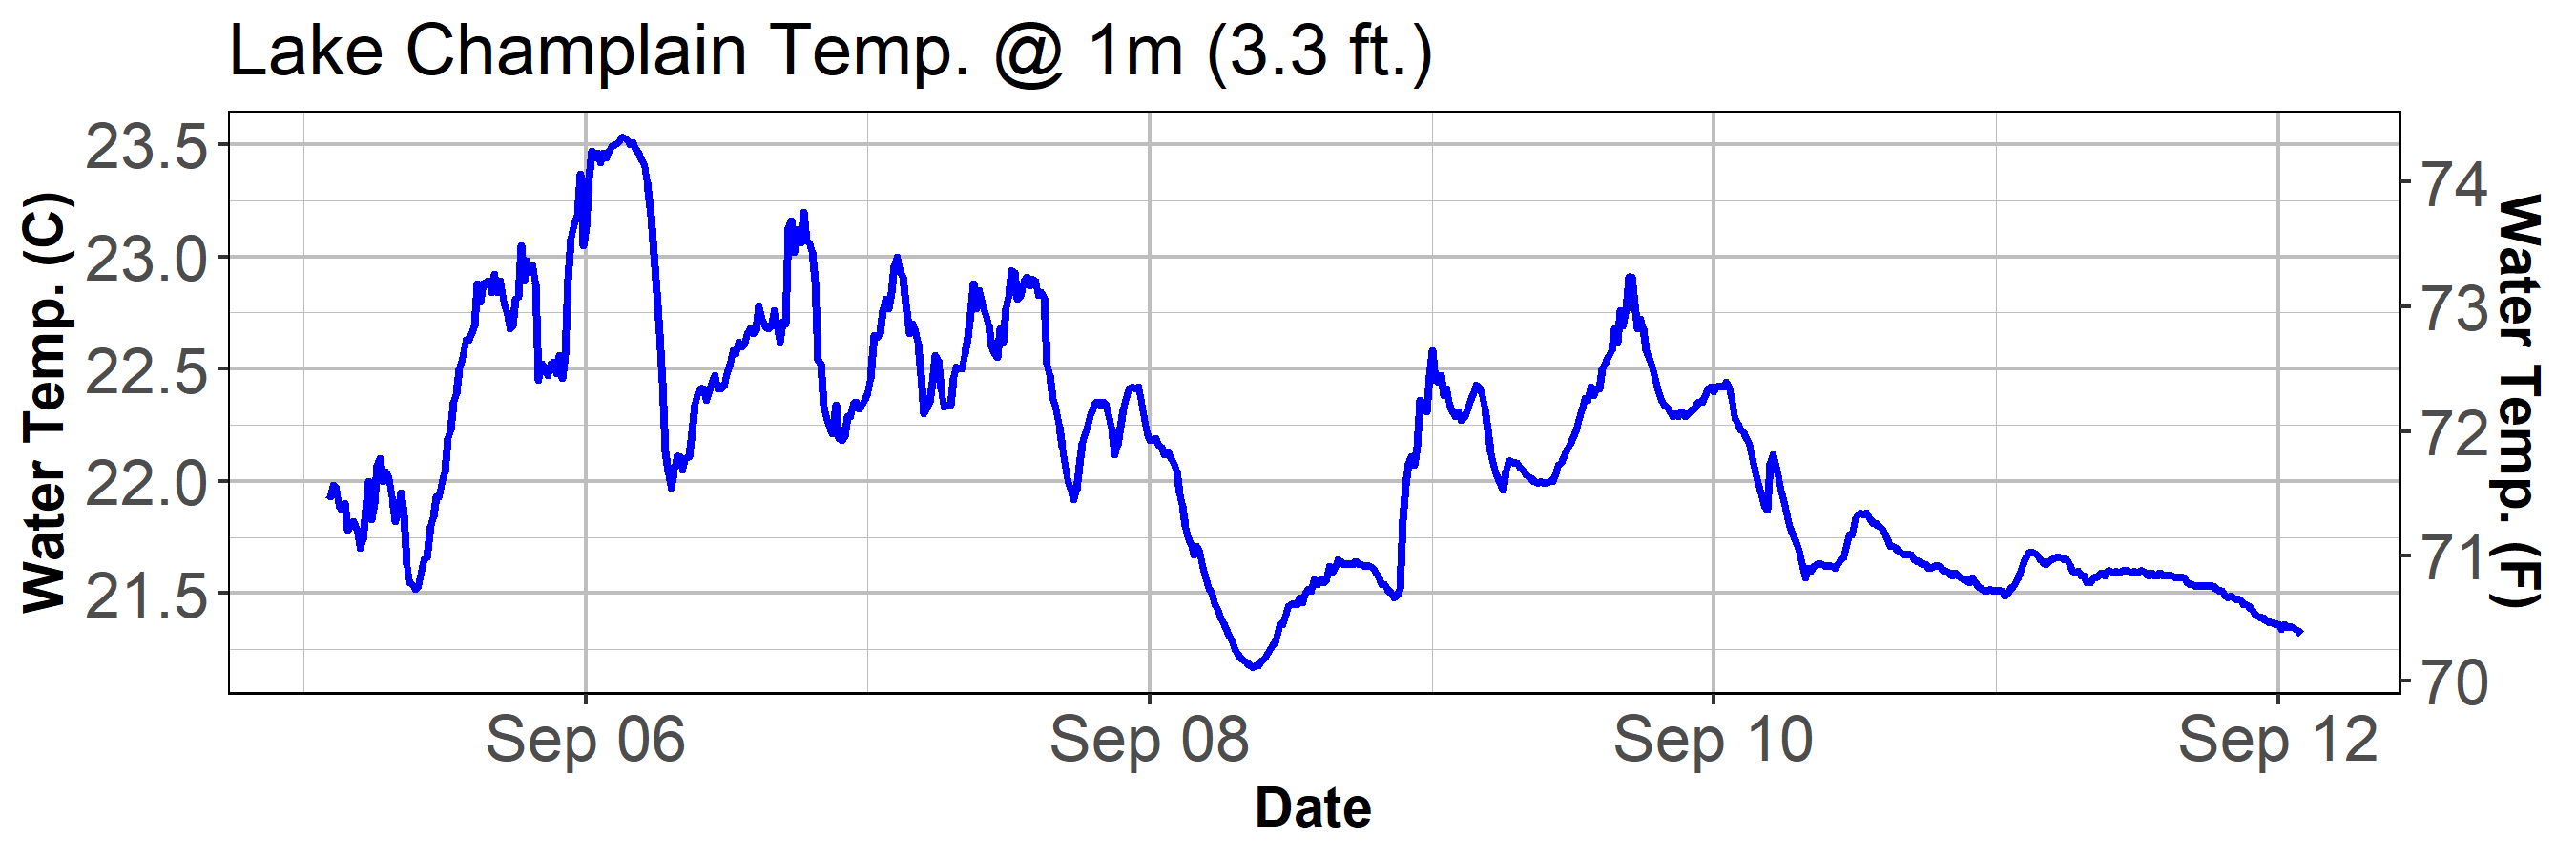 Lake Champlain Temp. @ 1m (3.3 ft.)
Water Temp. (C)
23.5
23.0
22.5
22.0
21.5
74
73
72
71
70
Water Temp. (F)
Sep 06
Sep 08
Sep 10
Sep 12
Date